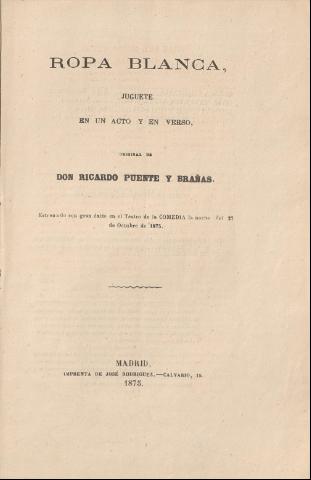 ROPA BLANCA,
JUGUETE
EN UN ACTO Y EN VERSO,
ORIGINAL DE
DON RICARDO PUENTE Y BRAÑAS.
Estrenado con gran éxito en el Teatro de la COMEDIA la noche del 27
de Octubre de 1875.
MADRID.
IMPRENTA DE JOSÉ RODRIGUEZ.—CALVARIO, 18.
1875.